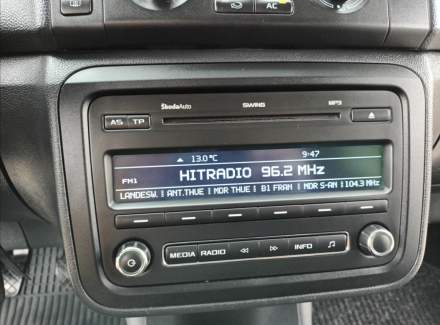 AC
ŠkodaAuto SWING MP3
AS TP
13.0 °C 9:47
HITRADIO 96.2 MHz
FM1
LANDESW. | ANT.THUE | MDR THUE | B1 FRAN | MDR S-AN | 104.3 MHz
MEDIA RADIO INFO